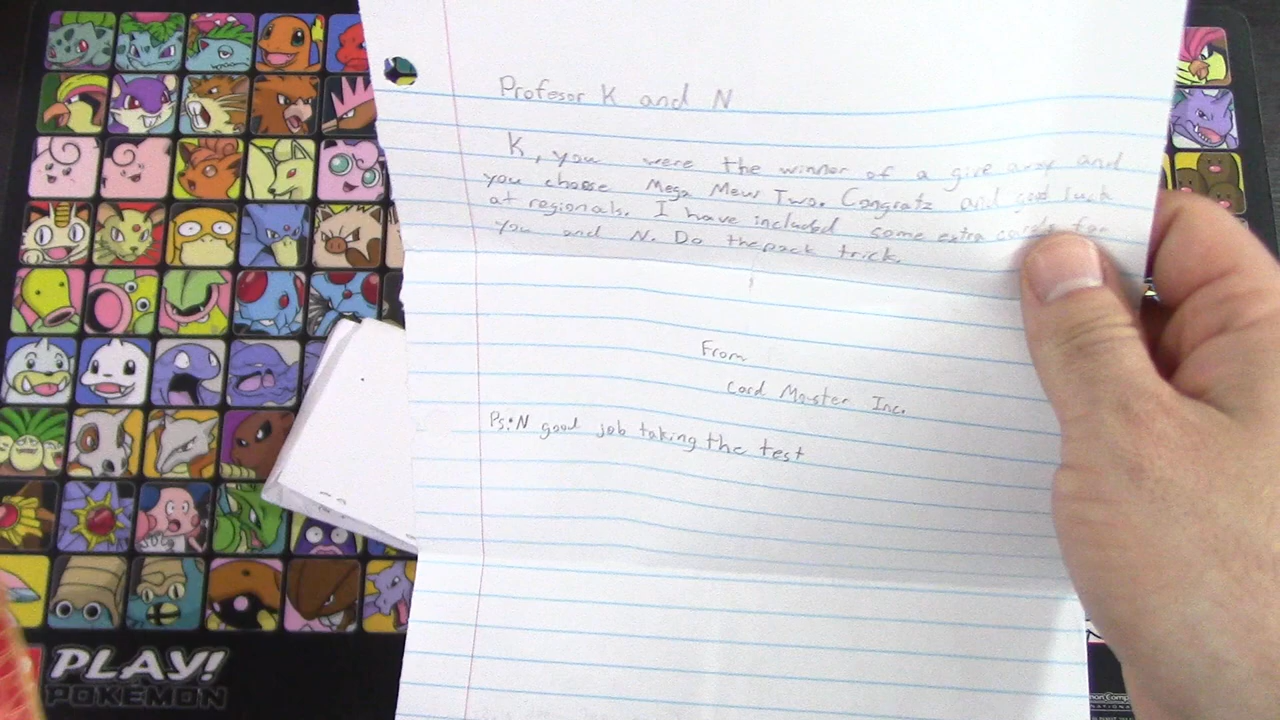 Profesor K and N
K, you were the winner of a give away and
you choose Mega Mew Two. Congratz and good luck
at regionals. I have included some extra cards for
you and N. Do the pack trick.
From
Card Master Inc.
Ps: N good job taking the test
PLAY!
POKÉMON